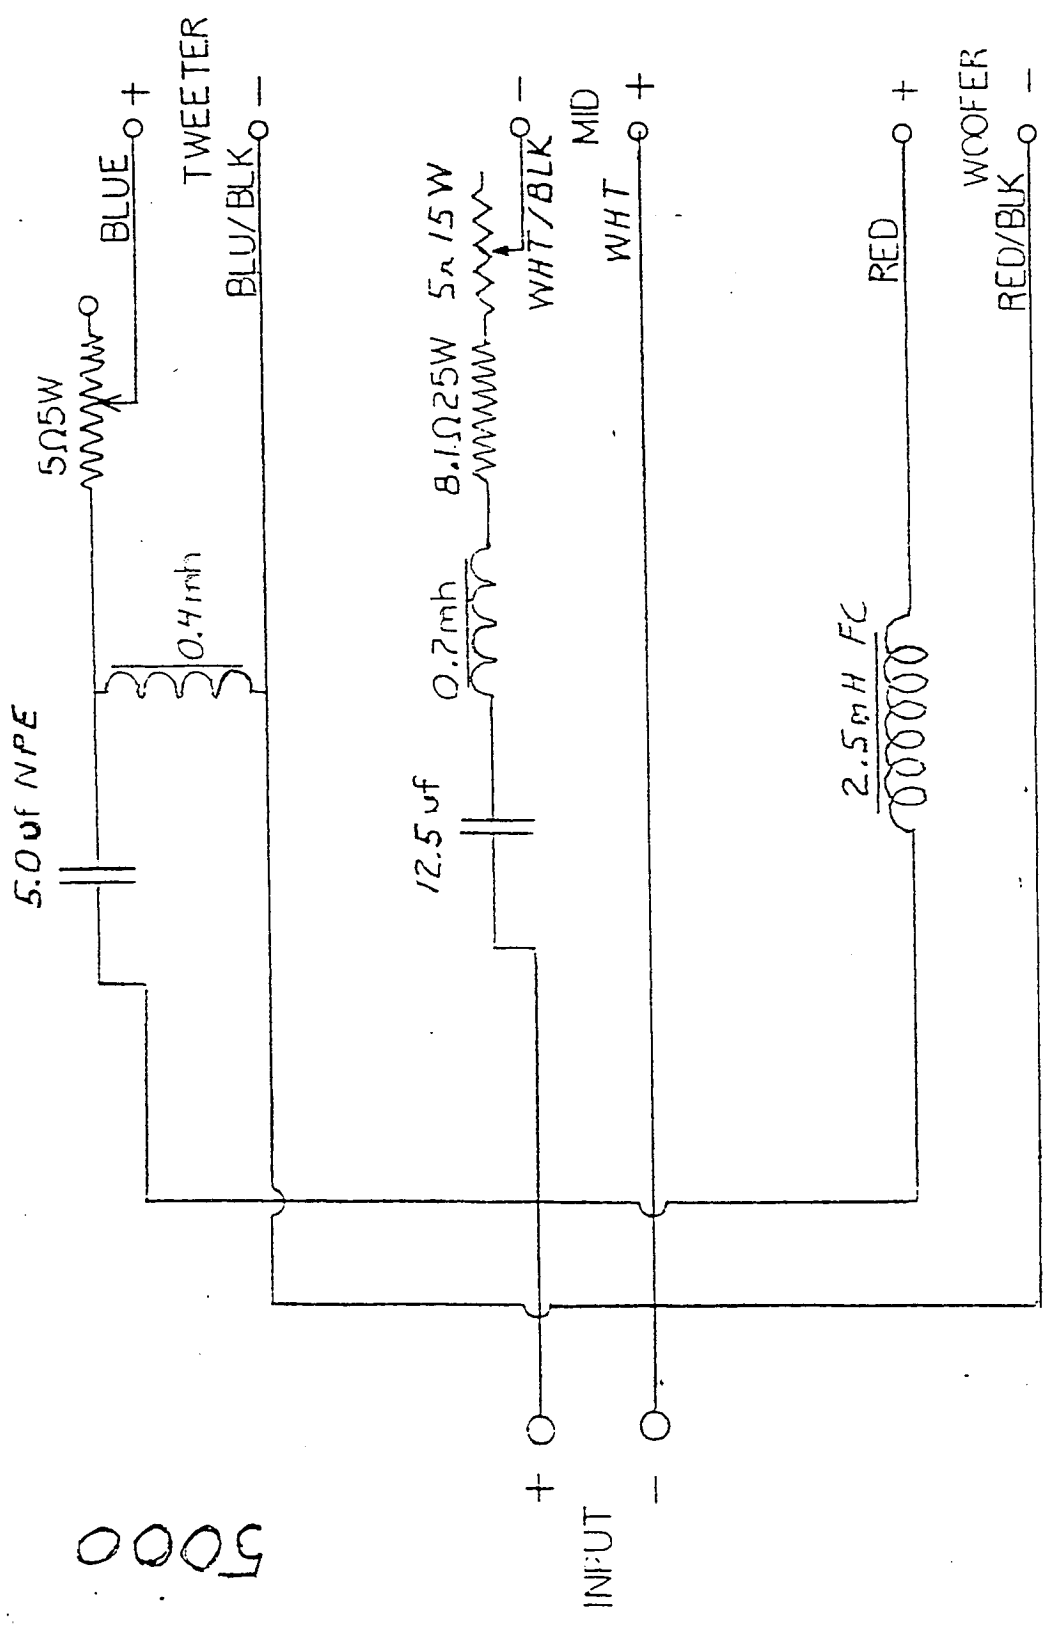 5000
5.0uf NPE
0.4mh
5Ω5W
BLUE
+
TWEETER
BLU/BLK
-
12.5uf
0.7mh
8.1Ω25W
5Ω15W
WHT/BLK
-
MID
WHT
+
INPUT
+
-
2.5mH FC
RED
+
WOOFER
RED/BLK
-